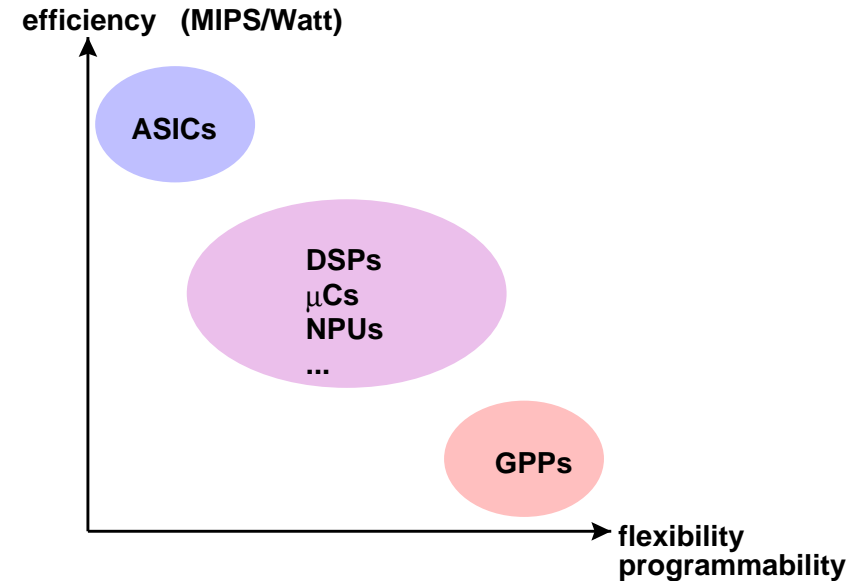 efficiency (MIPS/Watt)
ASICs
DSPs
μCs
NPUs
...
GPPs
flexibility
programmability